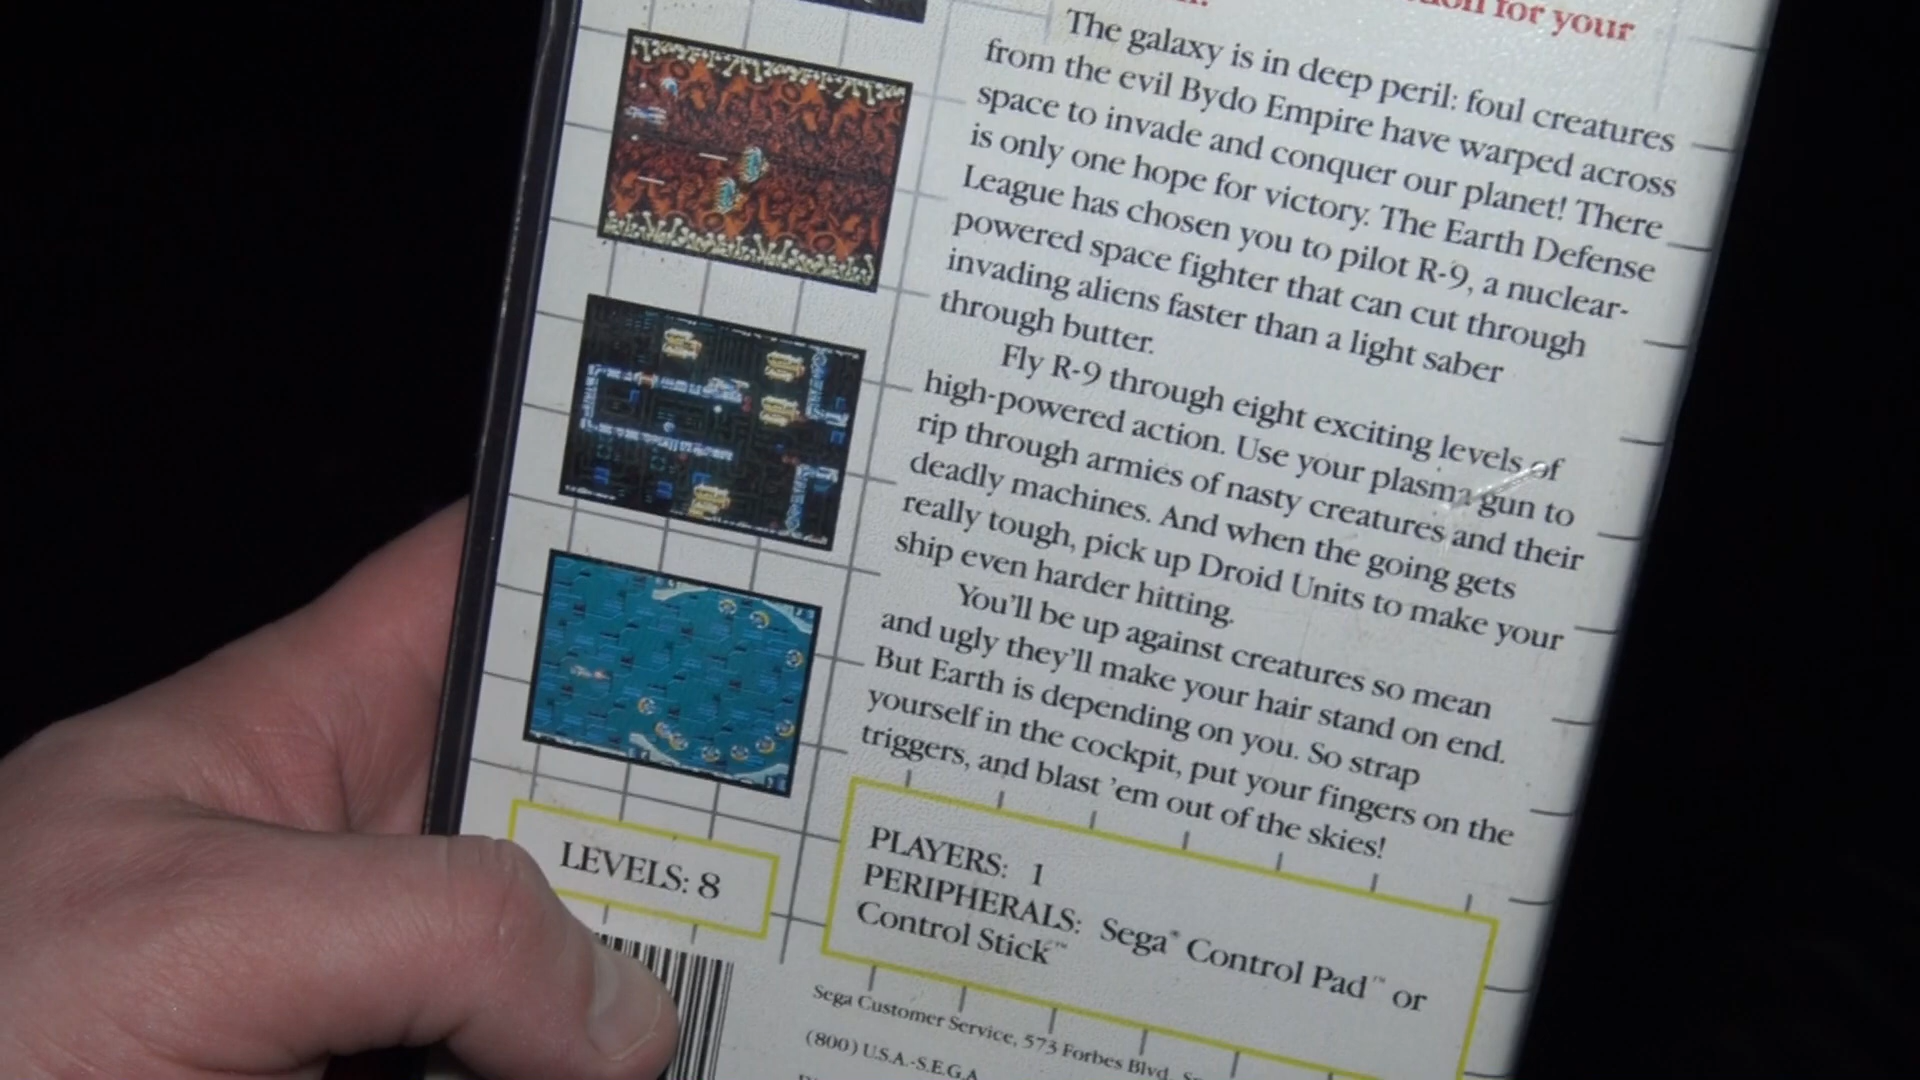 for your
The galaxy is in deep peril: foul creatures
from the evil Bydo Empire have warped across
space to invade and conquer our planet! There
is only one hope for victory. The Earth Defense
League has chosen you to pilot R-9, a nuclear-
powered space fighter that can cut through
invading aliens faster than a light saber
through butter.
Fly R-9 through eight exciting levels of
high-powered action. Use your plasma gun to
rip through armies of nasty creatures and their
deadly machines. And when the going gets
really tough, pick up Droid Units to make your
ship even harder hitting.
You'll be up against creatures so mean
and ugly they'll make your hair stand on end.
But Earth is depending on you. So strap
yourself in the cockpit, put your fingers on the
triggers, and blast 'em out of the skies!
LEVELS: 8
PLAYERS: 1
PERIPHERALS: Sega® Control Pad™ or
Control Stick™
Sega Customer Service, 573 Forbes Blvd.
(800) U.S.A.-S.E.G.A